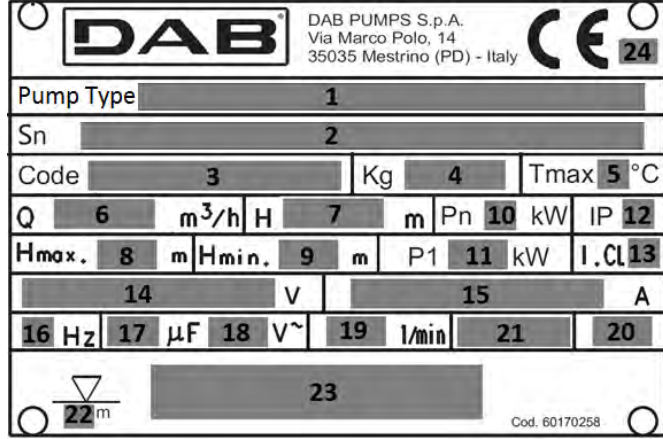 DAB
DAB PUMPS S.p.A.
Via Marco Polo, 14
35035 Mestrino (PD) - Italy
CE 24
Pump Type 1
Sn 2
Code 3 Kg 4 Tmax 5 °C
Q 6 m³/h H 7 m Pn 10 kW IP 12
Hmax. 8 m Hmin. 9 m P1 11 kW I.CL 13
14 V 15 A
16 Hz 17 µF 18 V~ 19 1/min 21 20
22 m 23
Cod. 60170258